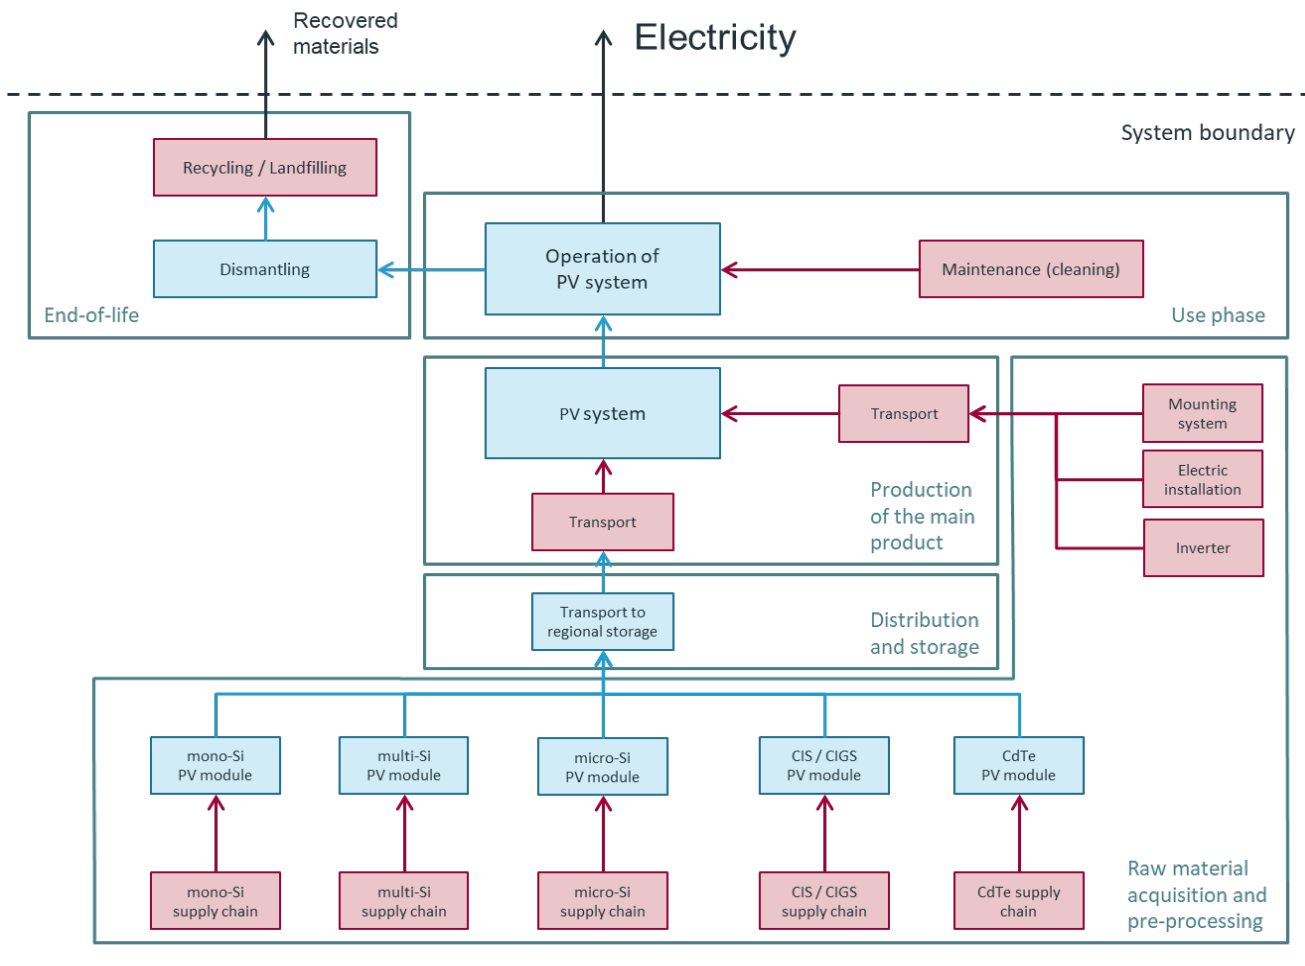 Recovered
materials
Electricity
System boundary
Recycling / Landfilling
Dismantling
End-of-life
Operation of
PV system
Maintenance (cleaning)
Use phase
PV system
Transport
Mounting
system
Electric
installation
Inverter
Transport
Production
of the main
product
Transport to
regional storage
Distribution
and storage
mono-Si
PV module
multi-Si
PV module
micro-Si
PV module
CIS / CIGS
PV module
CdTe
PV module
mono-Si
supply chain
multi-Si
supply chain
micro-Si
supply chain
CIS / CIGS
supply chain
CdTe supply
chain
Raw material
acquisition and
pre-processing